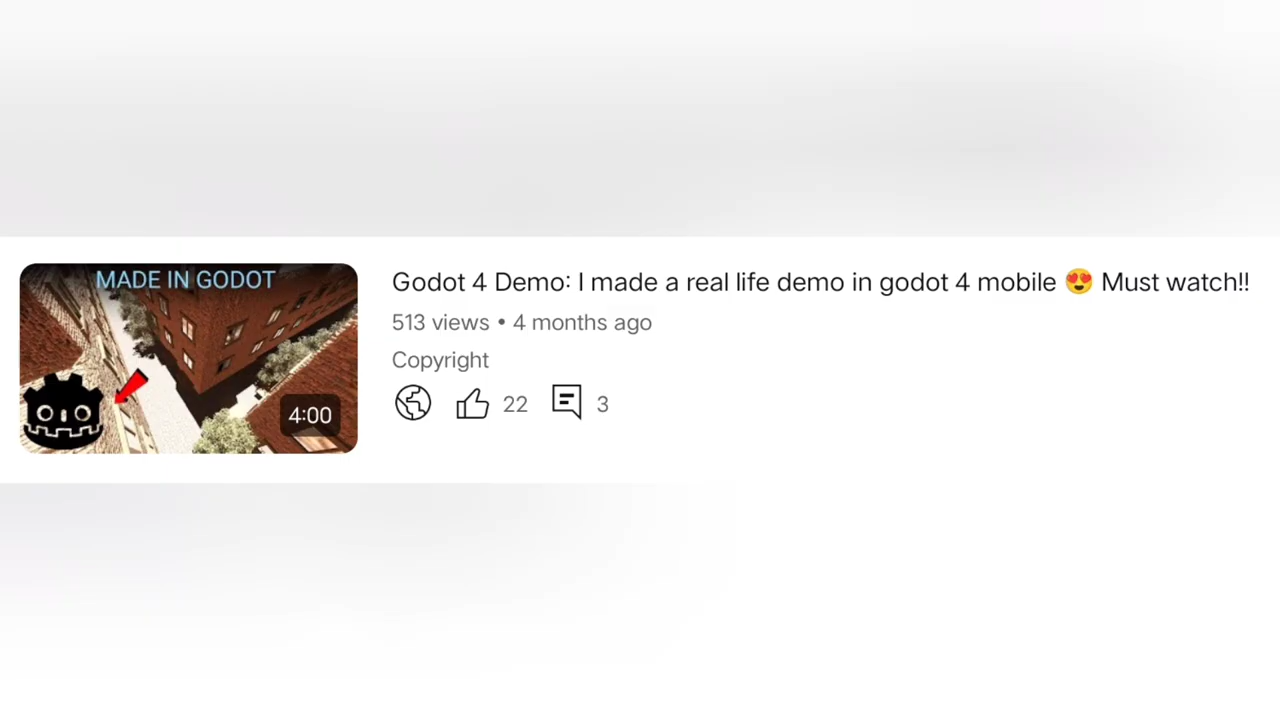 MADE IN GODOT
4:00
Godot 4 Demo: I made a real life demo in godot 4 mobile 😍 Must watch!!
513 views • 4 months ago
Copyright
22 3